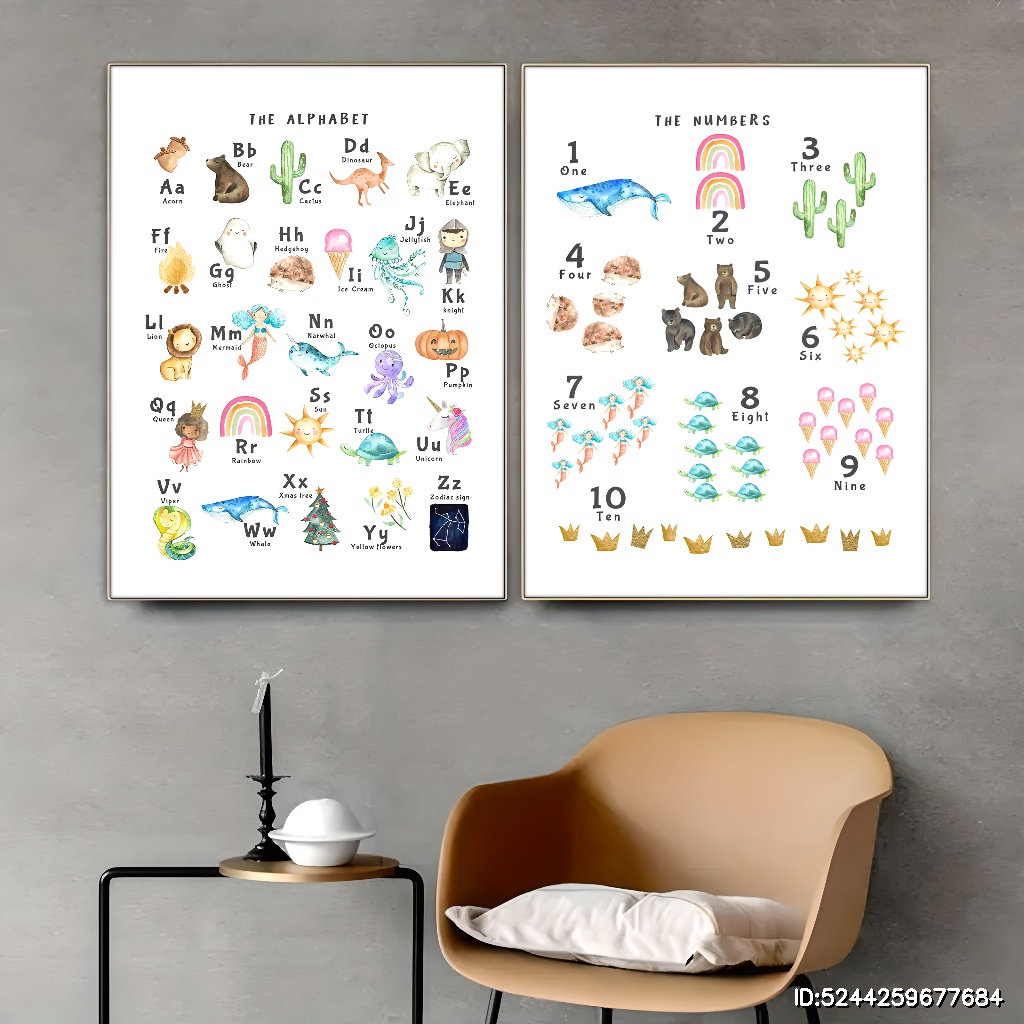 THE ALPHABET
Aa
Acorn
Bb
Bear
Cc
Cactus
Dd
Dinosaur
Ee
Elephant
Ff
Fire
Gg
Ghost
Hh
Hedgehog
Ii
Ice Cream
Jj
Jellyfish
Kk
knight
Ll
Lion
Mm
Mermaid
Nn
Narwhal
Oo
Octopus
Pp
Pumpkin
Qq
Queen
Rr
Rainbow
Ss
Sun
Tt
Turtle
Uu
Unicorn
Vv
Viper
Ww
Whale
Xx
Xmas tree
Yy
Yellow flowers
Zz
Zodiac sign
THE NUMBERS
1
One
2
Two
3
Three
4
Four
5
Five
6
Six
7
Seven
8
Eight
9
Nine
10
Ten
ID:5244259677684